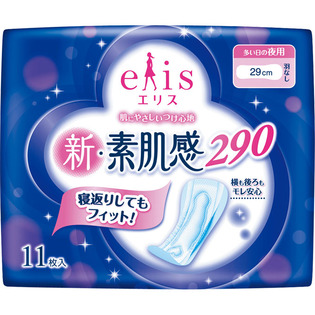 多い日の夜用
29cm
羽なし
elis
エリス
肌にやさしいつけ心地
新・素肌感290
寝返りしても
フィット!
横も後ろも
モレ安心
11枚入